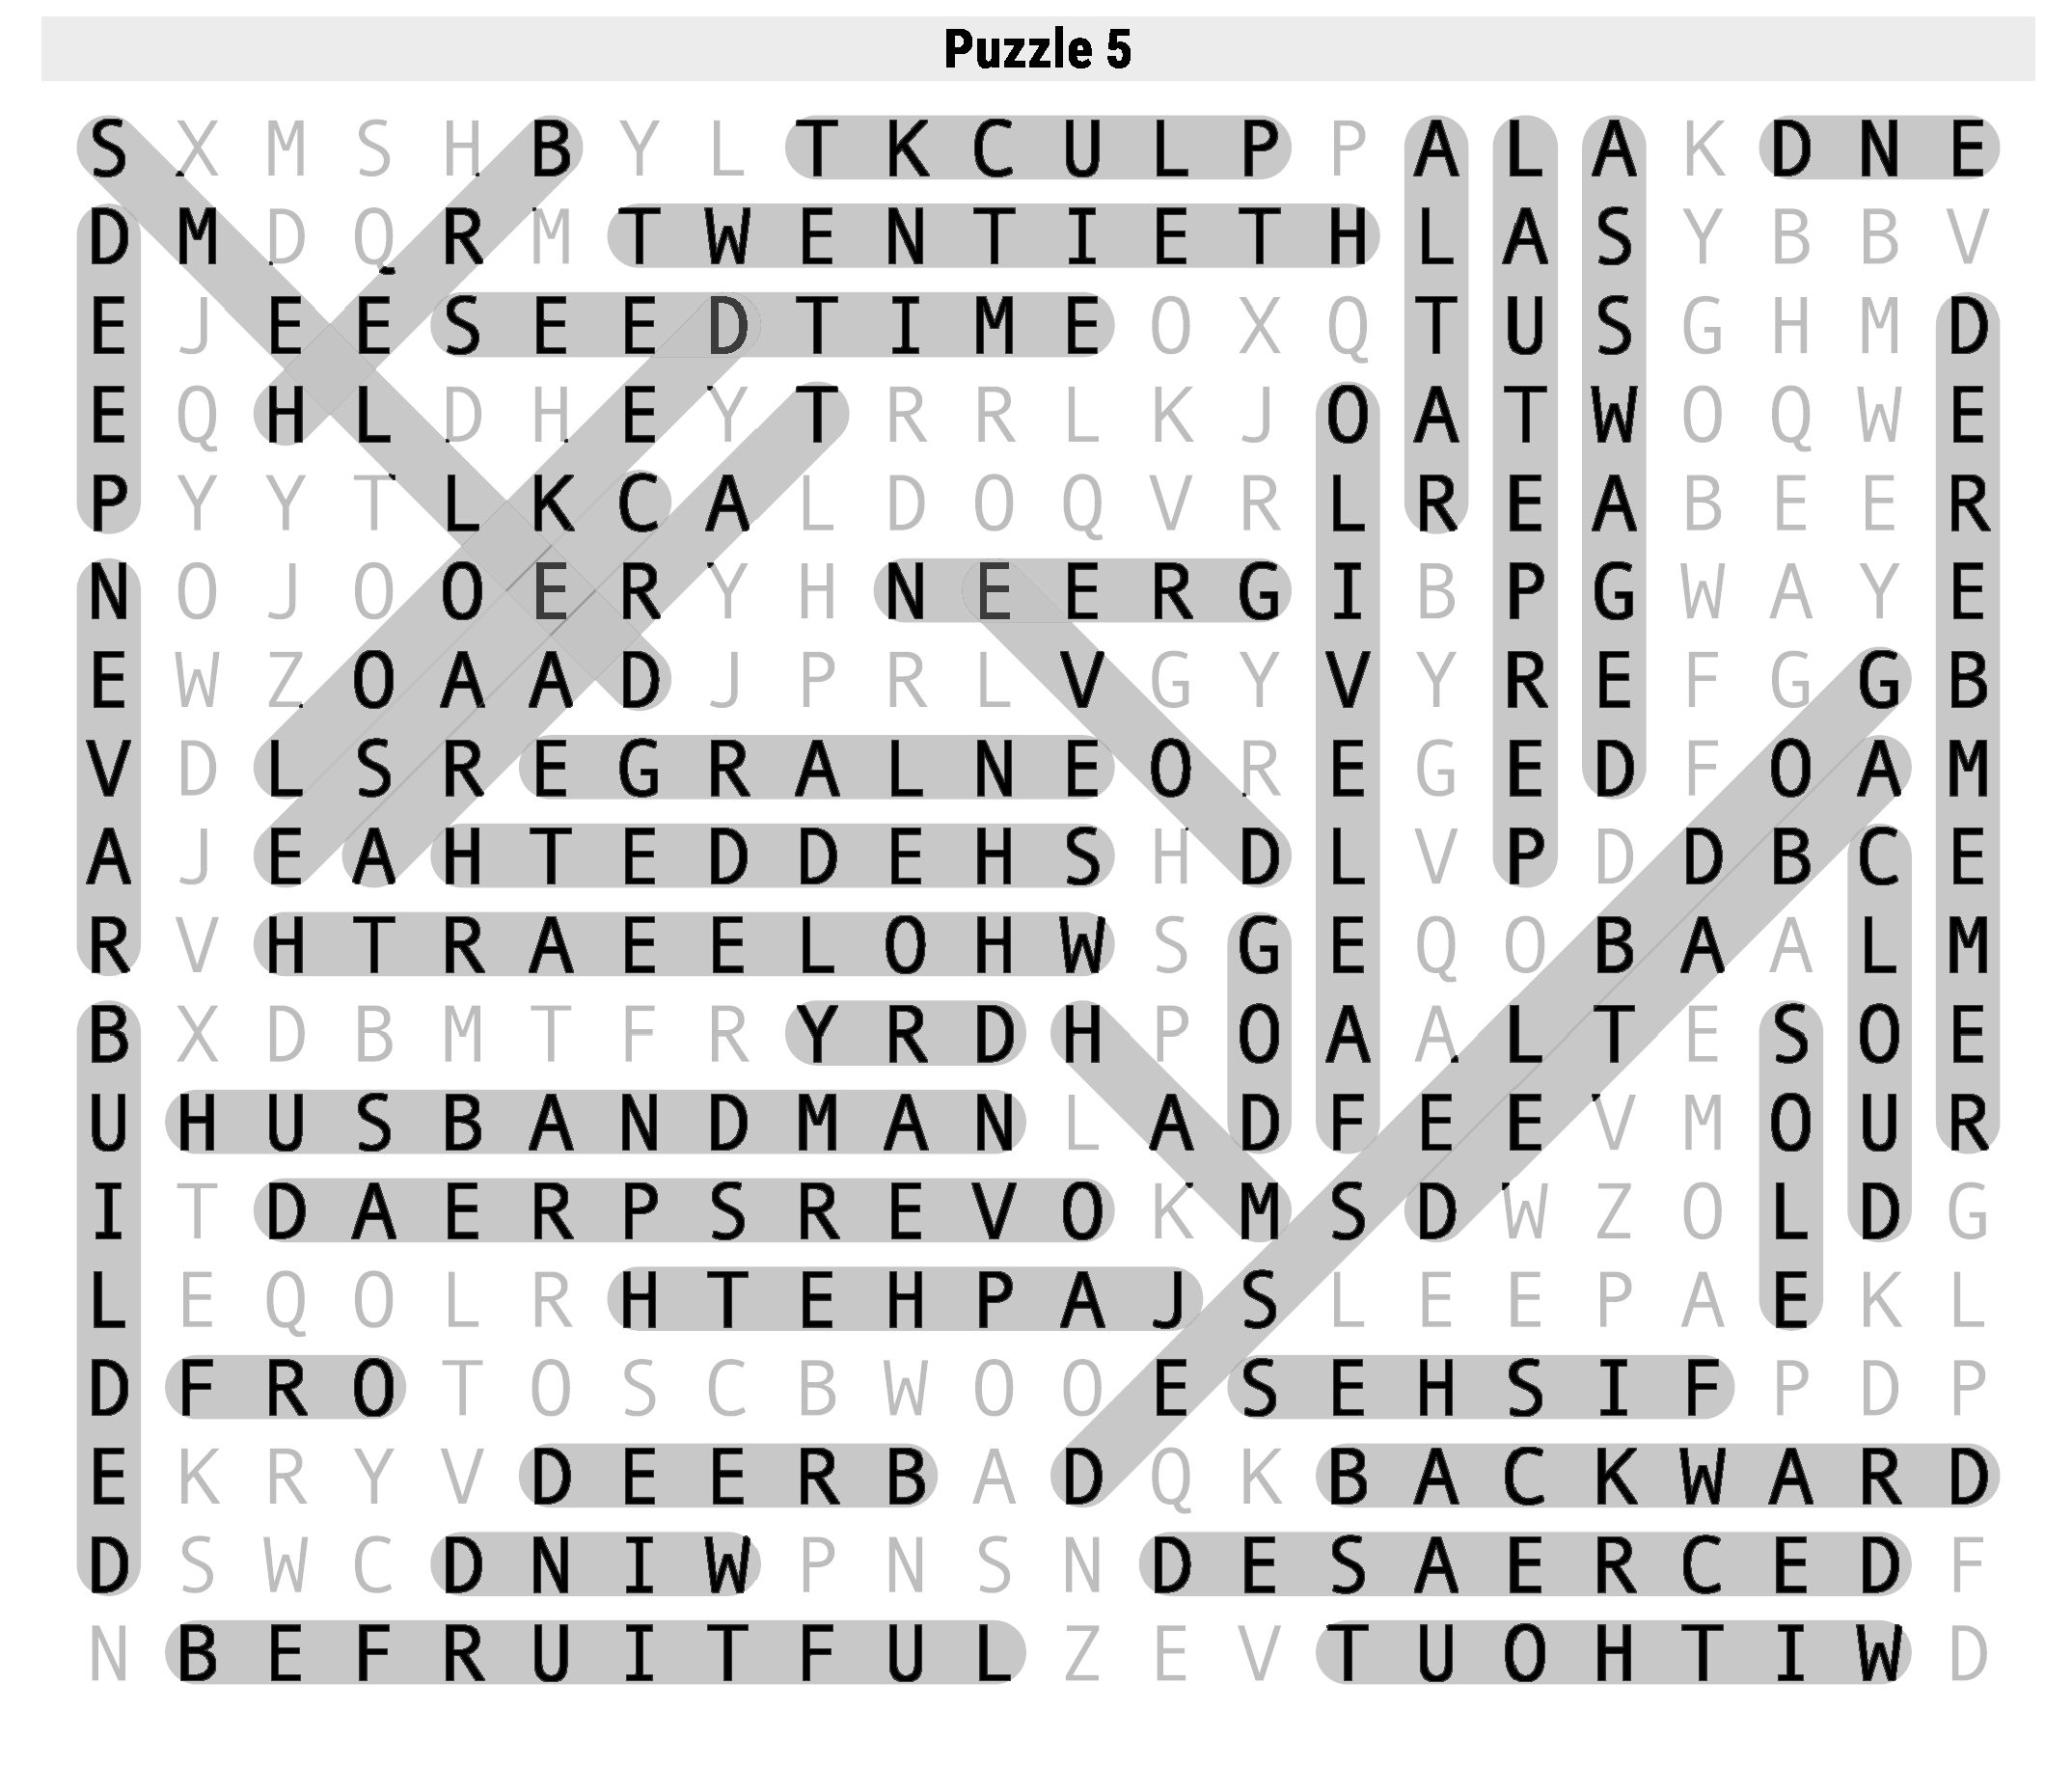 Puzzle 5
S X M S H B Y L T K C U L P P A L A K D N E
D M D Q R M T W E N T I E T H L A S Y B B V
E J E E S E E D T I M E O X Q T U S G H M D
E Q H L D H E Y T R R L K J O A T W O Q W E
P Y Y T L K C A L D O Q V R L R E A B E E R
N O J O O E R Y H N E E R G I B P G W A Y E
E W Z O A A D J P R L V G Y V Y R E F G G B
V D L S R E G R A L N E O R E G E D F O A M
A J E A H T E D D E H S H D L V P D D B C E
R V H T R A E E L O H W S G E Q O B A A L M
B X D B M T F R Y R D H P O A A L T E S O E
U H U S B A N D M A N L A D F E E V M O U R
I T D A E R P S R E V O K M S D W Z O L D G
L E Q O L R H T E H P A J S L E E P A E K L
D F R O T O S C B W O O E S E H S I F P D P
E K R Y V D E E R B A D Q K B A C K W A R D
D S W C D N I W P N S N D E S A E R C E D F
N B E F R U I T F U L Z E V T U O H T I W D